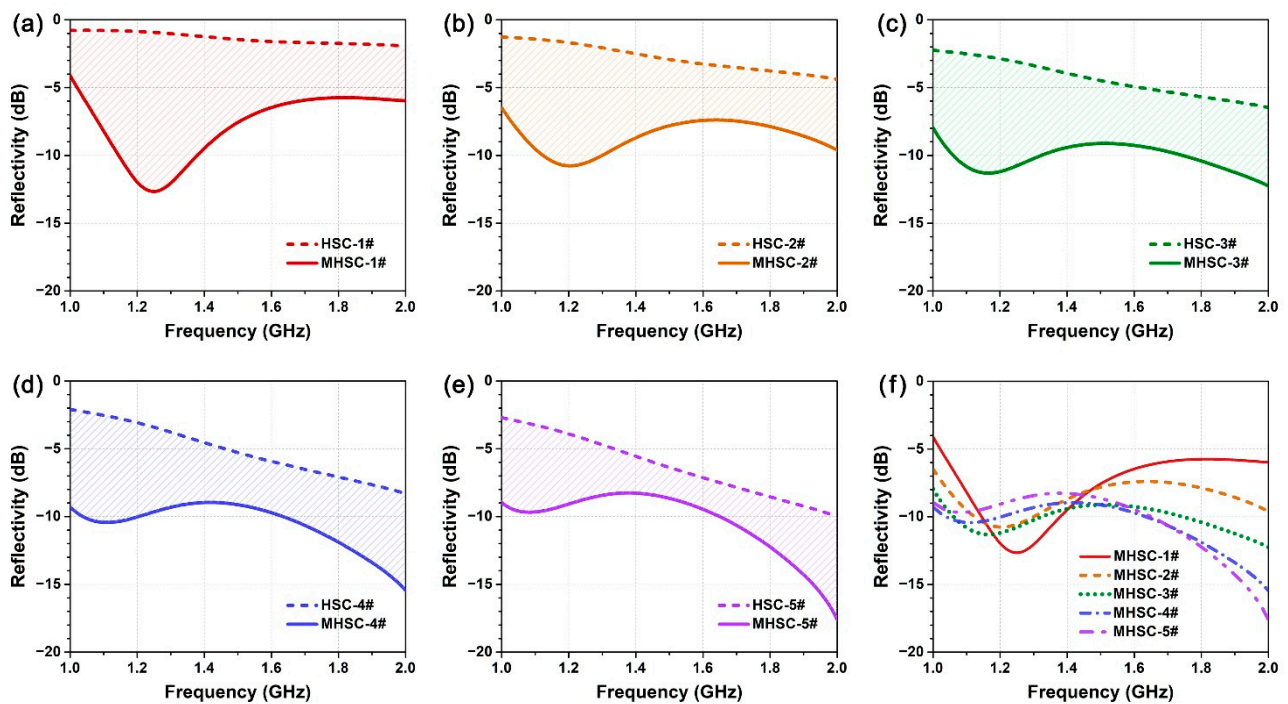 (a)
0
−5
−10
−15
−20
Reflectivity (dB)
HSC-1#
MHSC-1#
1.0 1.2 1.4 1.6 1.8 2.0
Frequency (GHz)
(b)
0
−5
−10
−15
−20
Reflectivity (dB)
HSC-2#
MHSC-2#
1.0 1.2 1.4 1.6 1.8 2.0
Frequency (GHz)
(c)
0
−5
−10
−15
−20
Reflectivity (dB)
HSC-3#
MHSC-3#
1.0 1.2 1.4 1.6 1.8 2.0
Frequency (GHz)
(d)
0
−5
−10
−15
−20
Reflectivity (dB)
HSC-4#
MHSC-4#
1.0 1.2 1.4 1.6 1.8 2.0
Frequency (GHz)
(e)
0
−5
−10
−15
−20
Reflectivity (dB)
HSC-5#
MHSC-5#
1.0 1.2 1.4 1.6 1.8 2.0
Frequency (GHz)
(f)
0
−5
−10
−15
−20
Reflectivity (dB)
MHSC-1#
MHSC-2#
MHSC-3#
MHSC-4#
MHSC-5#
1.0 1.2 1.4 1.6 1.8 2.0
Frequency (GHz)